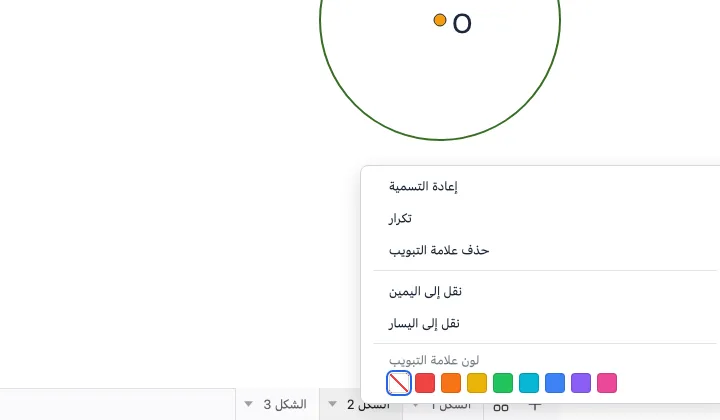 O
إعادة التسمية
تكرار
حذف علامة التبويب
نقل إلى اليمين
نقل إلى اليسار
لون علامة التبويب
الشكل 1 الشكل 2 الشكل 3